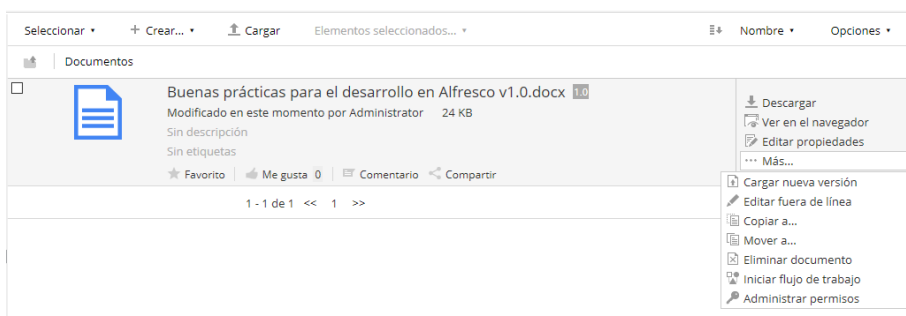 Seleccionar Crear... Cargar Elementos seleccionados... Nombre Opciones
Documentos
Buenas prácticas para el desarrollo en Alfresco v1.0.docx 1.0
Modificado en este momento por Administrator 24 KB
Sin descripción
Sin etiquetas
Favorito Me gusta 0 Comentario Compartir
1 - 1 de 1 << 1 >>
Descargar
Ver en el navegador
Editar propiedades
Más...
Cargar nueva versión
Editar fuera de línea
Copiar a...
Mover a...
Eliminar documento
Iniciar flujo de trabajo
Administrar permisos